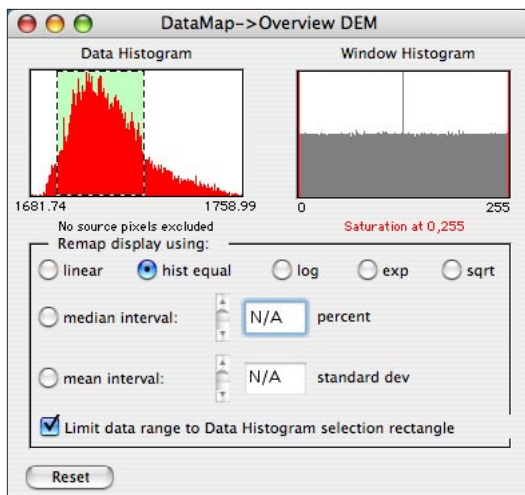 DataMap->Overview DEM
Data Histogram
Window Histogram
1681.74 1758.99
0 255
No source pixels excluded
Saturation at 0,255
Remap display using:
linear hist equal log exp sqrt
median interval: N/A percent
mean interval: N/A standard dev
Limit data range to Data Histogram selection rectangle
Reset